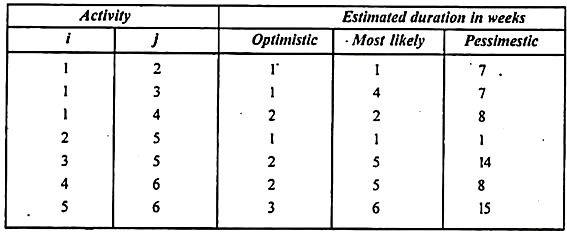 Activity Estimated duration in weeks
i j Optimistic Most likely Pessimestic
1 2 1 1 7
1 3 1 4 7
1 4 2 2 8
2 5 1 1 1
3 5 2 5 14
4 6 2 5 8
5 6 3 6 15